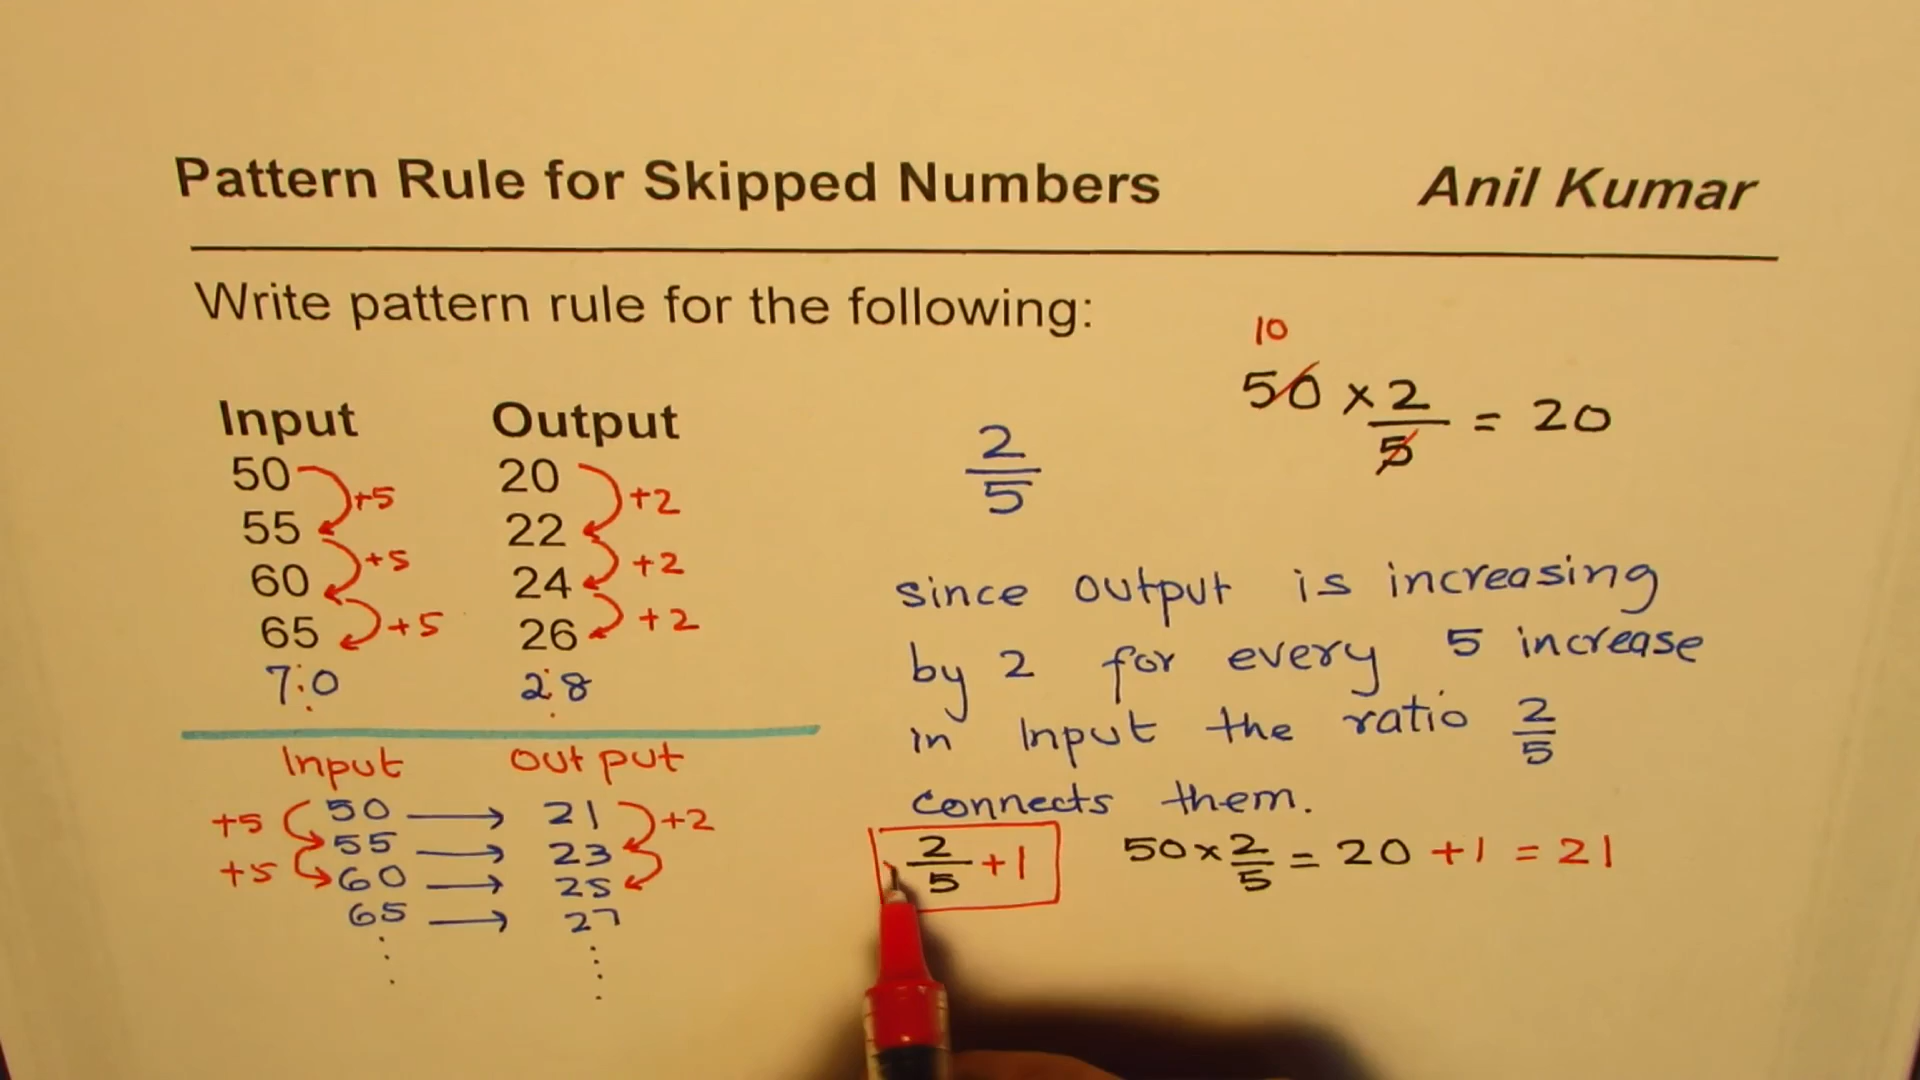 Pattern Rule for Skipped Numbers Anil Kumar
Write pattern rule for the following:
Input Output
50 +5 20 +2
55 +5 22 +2
60 +5 24 +2
65 26
70 28
10
50 × 2/5 = 20
2/5
since output is increasing
by 2 for every 5 increase
in Input the ratio 2/5
connects them.
Input Output
+5 50 → 21 +2
+5 55 → 23
60 → 25
65 → 27
2/5 + 1 50 × 2/5 = 20 + 1 = 21